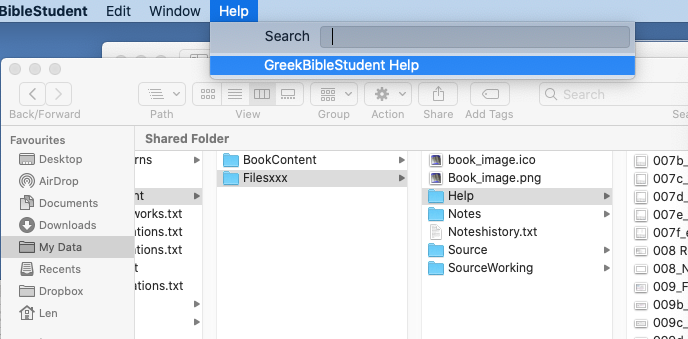 BibleStudent Edit Window Help
Search
GreekBibleStudent Help
Back/Forward Path View Group Action Share Add Tags Search
Favourites
Shared Folder
Desktop
AirDrop
Documents
Downloads
My Data
Recents
Dropbox
Len
rns
nt
works.txt
ations.txt
ations.txt
t
ations.txt
BookContent
Filesxxx
book_image.ico
Book_image.png
Help
Notes
Noteshistory.txt
Source
SourceWorking
007b_
007c_
007d_
007e_
007f_e
008 R
008_N
009_F
009b_
009c_